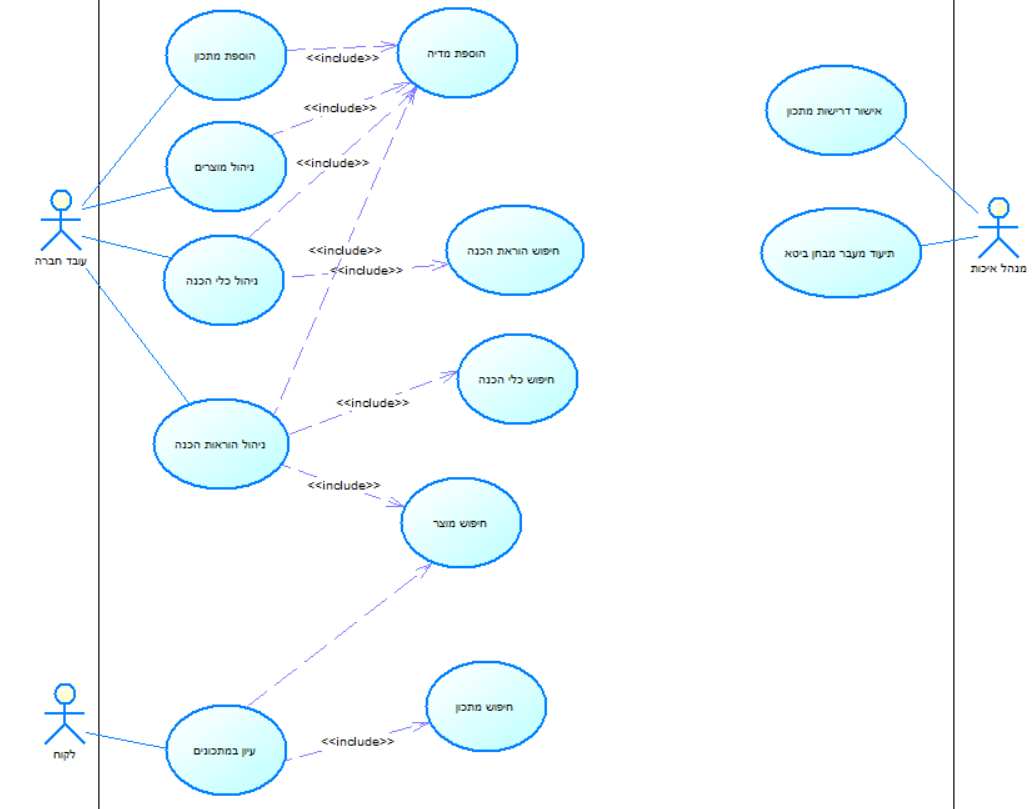 הוספת מתכון
<<include>>
הוספת מדיה
<<include>>
אישור דרישות מתכון
ניהול מוצרים
<<include>>
עובד חברה
ניהול כלי הכנה
<<include>>
<<include>>
חיפוש הוראת הכנה
תיעוד מעבר מבחן ביטא
מנהל איכות
חיפוש כלי הכנה
<<include>>
ניהול הוראות הכנה
<<include>>
חיפוש מוצר
חיפוש מתכון
<<include>>
עיון במתכונים
לקוח